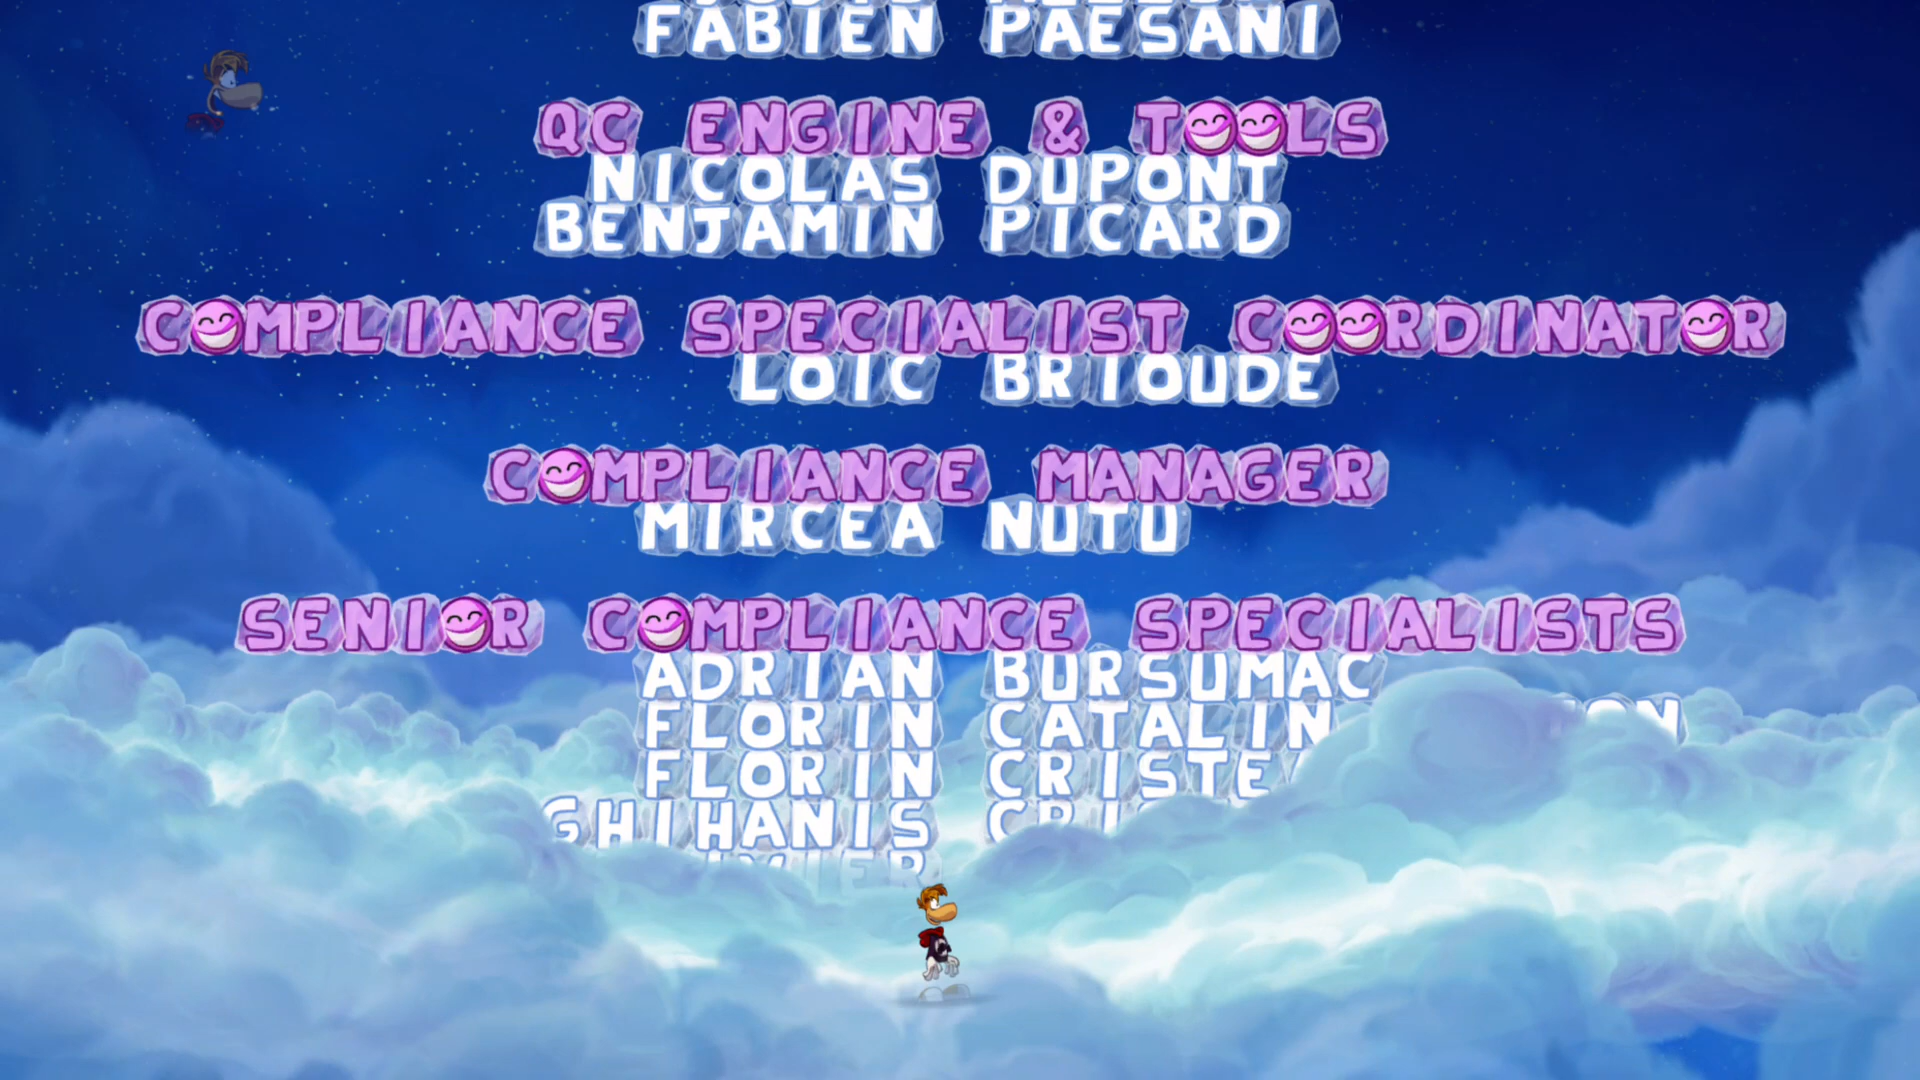 FABIEN PAESANI
QC ENGINE & TOOLS
NICOLAS DUPONT
BENJAMIN PICARD
COMPLIANCE SPECIALIST COORDINATOR
LOIC BRIOUDE
COMPLIANCE MANAGER
MIRCEA NUTU
SENIOR COMPLIANCE SPECIALISTS
ADRIAN BURSUMAC
FLORIN CATALIN
FLORIN
GHIHANIS